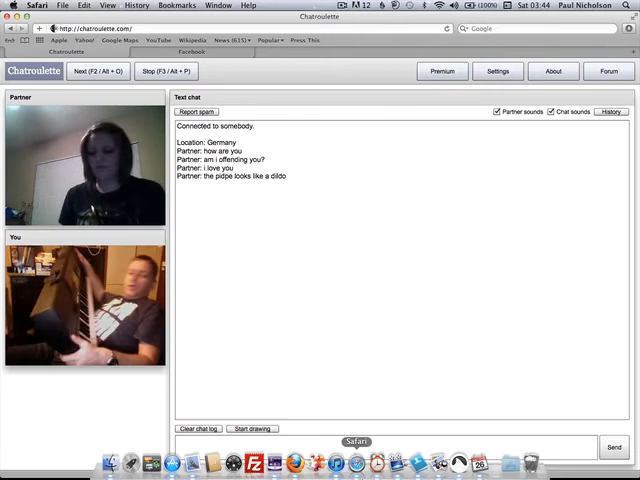 Safari File Edit View History Bookmarks Window Help 12 (100%) Sat 03:44 Paul Nicholson
Chatroulette
http://chatroulette.com/ Google
Apple Yahoo! Google Maps YouTube Wikipedia News (615) Popular Press This
Chatroulette Facebook
Chatroulette Next (F2 / Alt + O) Stop (F3 / Alt + P) Premium Settings About Forum
Partner Text chat
Report spam Partner sounds Chat sounds History
Connected to somebody.
Location: Germany
Partner: how are you
Partner: am i offending you?
Partner: i love you
Partner: the pidpe looks like a dildo
You
Clear chat log Start drawing
Safari
Send
26